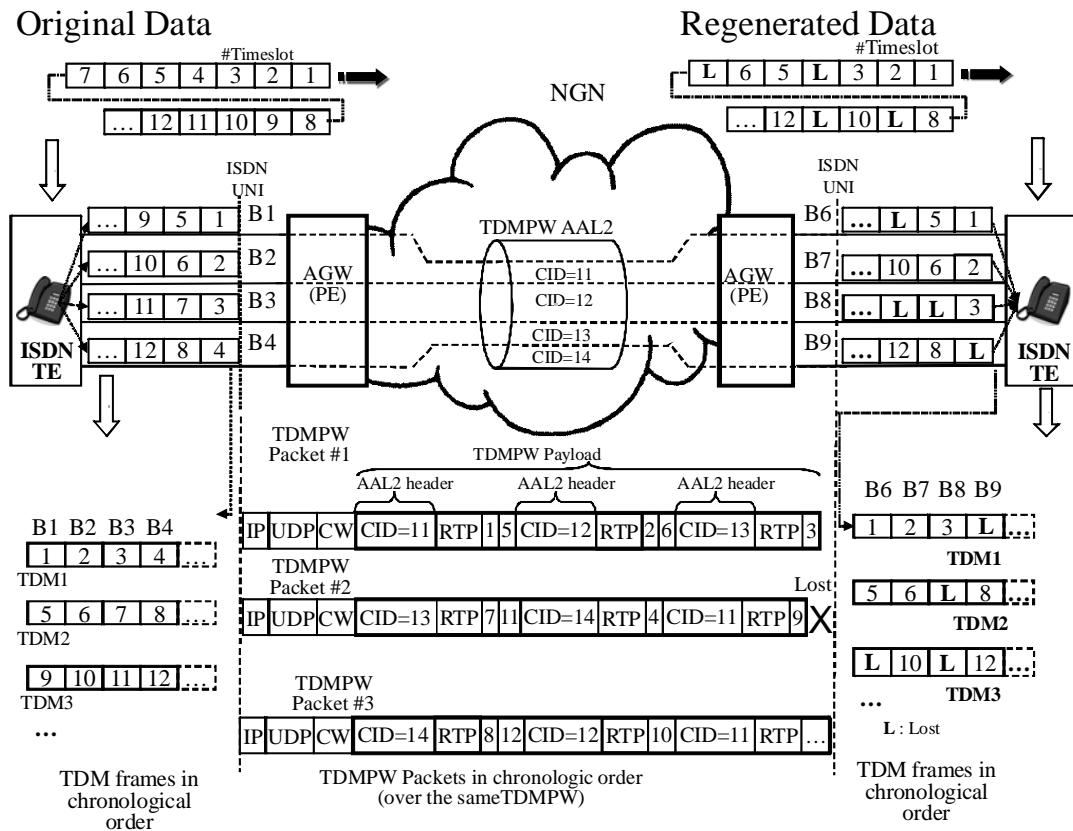 Original Data
Regenerated Data
#Timeslot
7 6 5 4 3 2 1
... 12 11 10 9 8
#Timeslot
L 6 5 L 3 2 1
... 12 L 10 L 8
NGN
ISDN
UNI
ISDN
UNI
... 9 5 1 B1
... 10 6 2 B2
... 11 7 3 B3
... 12 8 4 B4
ISDN
TE
AGW
(PE)
TDMPW AAL2
CID=11
CID=12
CID=13
CID=14
AGW
(PE)
B6 ... L 5 1
B7 ... 10 6 2
B8 ... L L 3
B9 ... 12 8 L
ISDN
TE
TDMPW
Packet #1
TDMPW Payload
AAL2 header AAL2 header AAL2 header
IP UDP CW CID=11 RTP 1 5 CID=12 RTP 2 6 CID=13 RTP 3
TDMPW
Packet #2
Lost
IP UDP CW CID=13 RTP 7 11 CID=14 RTP 4 CID=11 RTP 9 X
TDMPW
Packet #3
IP UDP CW CID=14 RTP 8 12 CID=12 RTP 10 CID=11 RTP ...
TDMPW Packets in chronologic order
(over the sameTDMPW)
B1 B2 B3 B4
1 2 3 4 ...
TDM1
5 6 7 8 ...
TDM2
9 10 11 12 ...
TDM3
...
TDM frames in
chronological
order
B6 B7 B8 B9
1 2 3 L ...
TDM1
5 6 L 8 ...
TDM2
L 10 L 12 ...
TDM3
...
L : Lost
TDM frames in
chronological
order